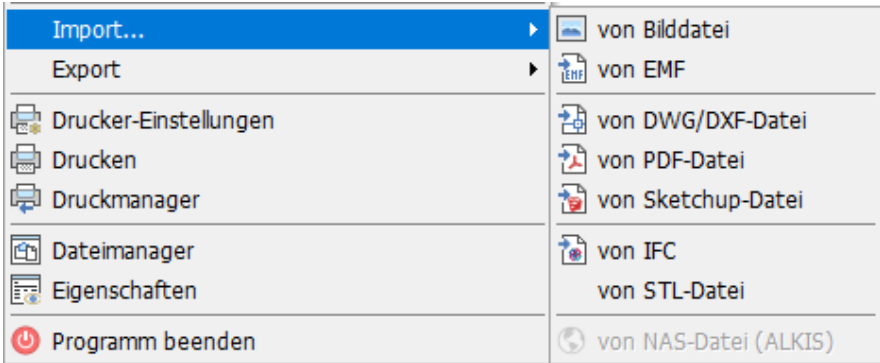 Import...
Export
Drucker-Einstellungen
Drucken
Druckmanager
Dateimanager
Eigenschaften
Programm beenden
von Bilddatei
EMF
von EMF
von DWG/DXF-Datei
von PDF-Datei
von Sketchup-Datei
von IFC
von STL-Datei
von NAS-Datei (ALKIS)